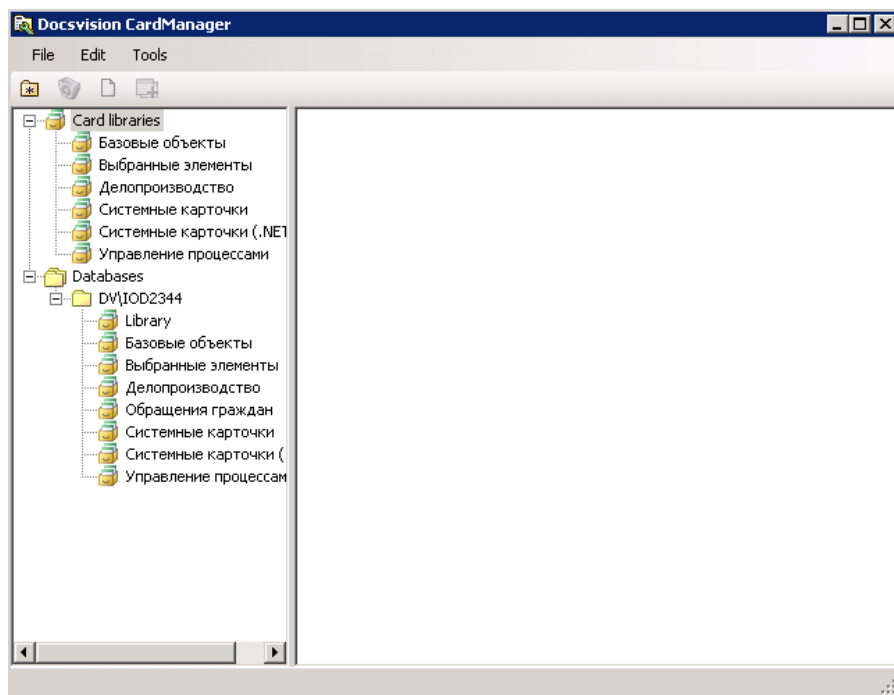 Docsvision CardManager
File Edit Tools
Card libraries
Базовые объекты
Выбранные элементы
Делопроизводство
Системные карточки
Системные карточки (.NET
Управление процессами
Databases
DV\IOD2344
Library
Базовые объекты
Выбранные элементы
Делопроизводство
Обращения граждан
Системные карточки
Системные карточки (
Управление процессам